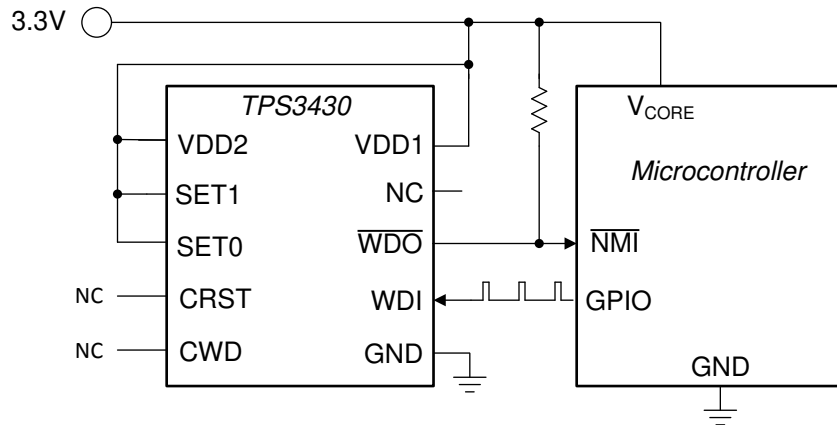 3.3V
TPS3430
VDD2
VDD1
SET1
NC
SET0
WDO
NC
CRST
WDI
NC
CWD
GND
VCORE
Microcontroller
NMI
GPIO
GND